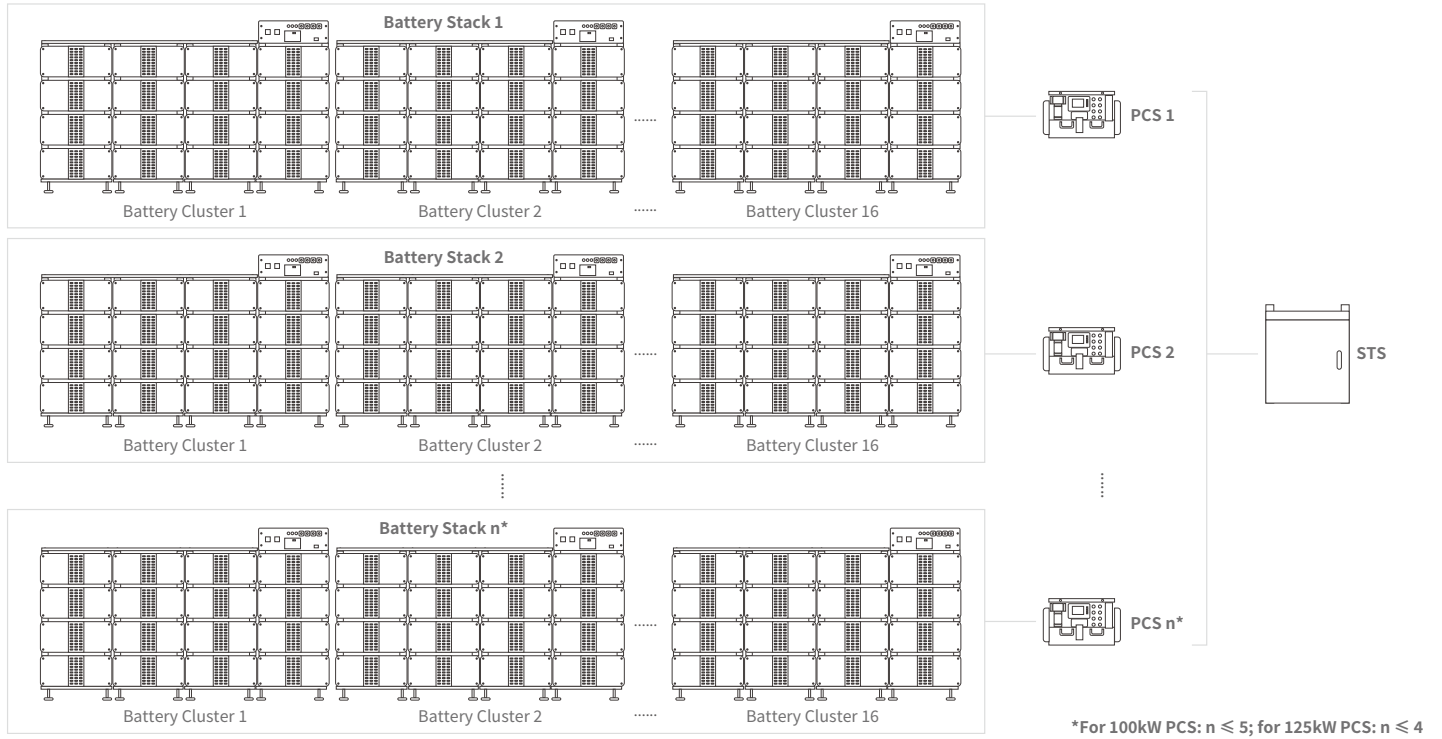 Battery Stack 1
......
PCS 1
Battery Cluster 1
Battery Cluster 2
......
Battery Cluster 16
Battery Stack 2
......
PCS 2
STS
Battery Cluster 1
Battery Cluster 2
......
Battery Cluster 16
......
......
Battery Stack n*
......
PCS n*
Battery Cluster 1
Battery Cluster 2
......
Battery Cluster 16
*For 100kW PCS: n ≤ 5; for 125kW PCS: n ≤ 4